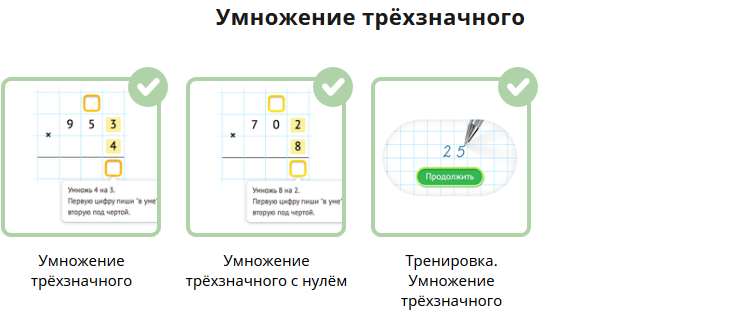 Умножение трёхзначного
9 5 3
×
4
Умножь 4 на 3.
Первую цифру пиши "в уме"
вторую под чертой.
7 0 2
×
8
Умножь 8 на 2.
Первую цифру пиши "в уме"
вторую под чертой.
2 5
Продолжить
Умножение
трёхзначного
Умножение
трёхзначного с нулём
Тренировка.
Умножение
трёхзначного